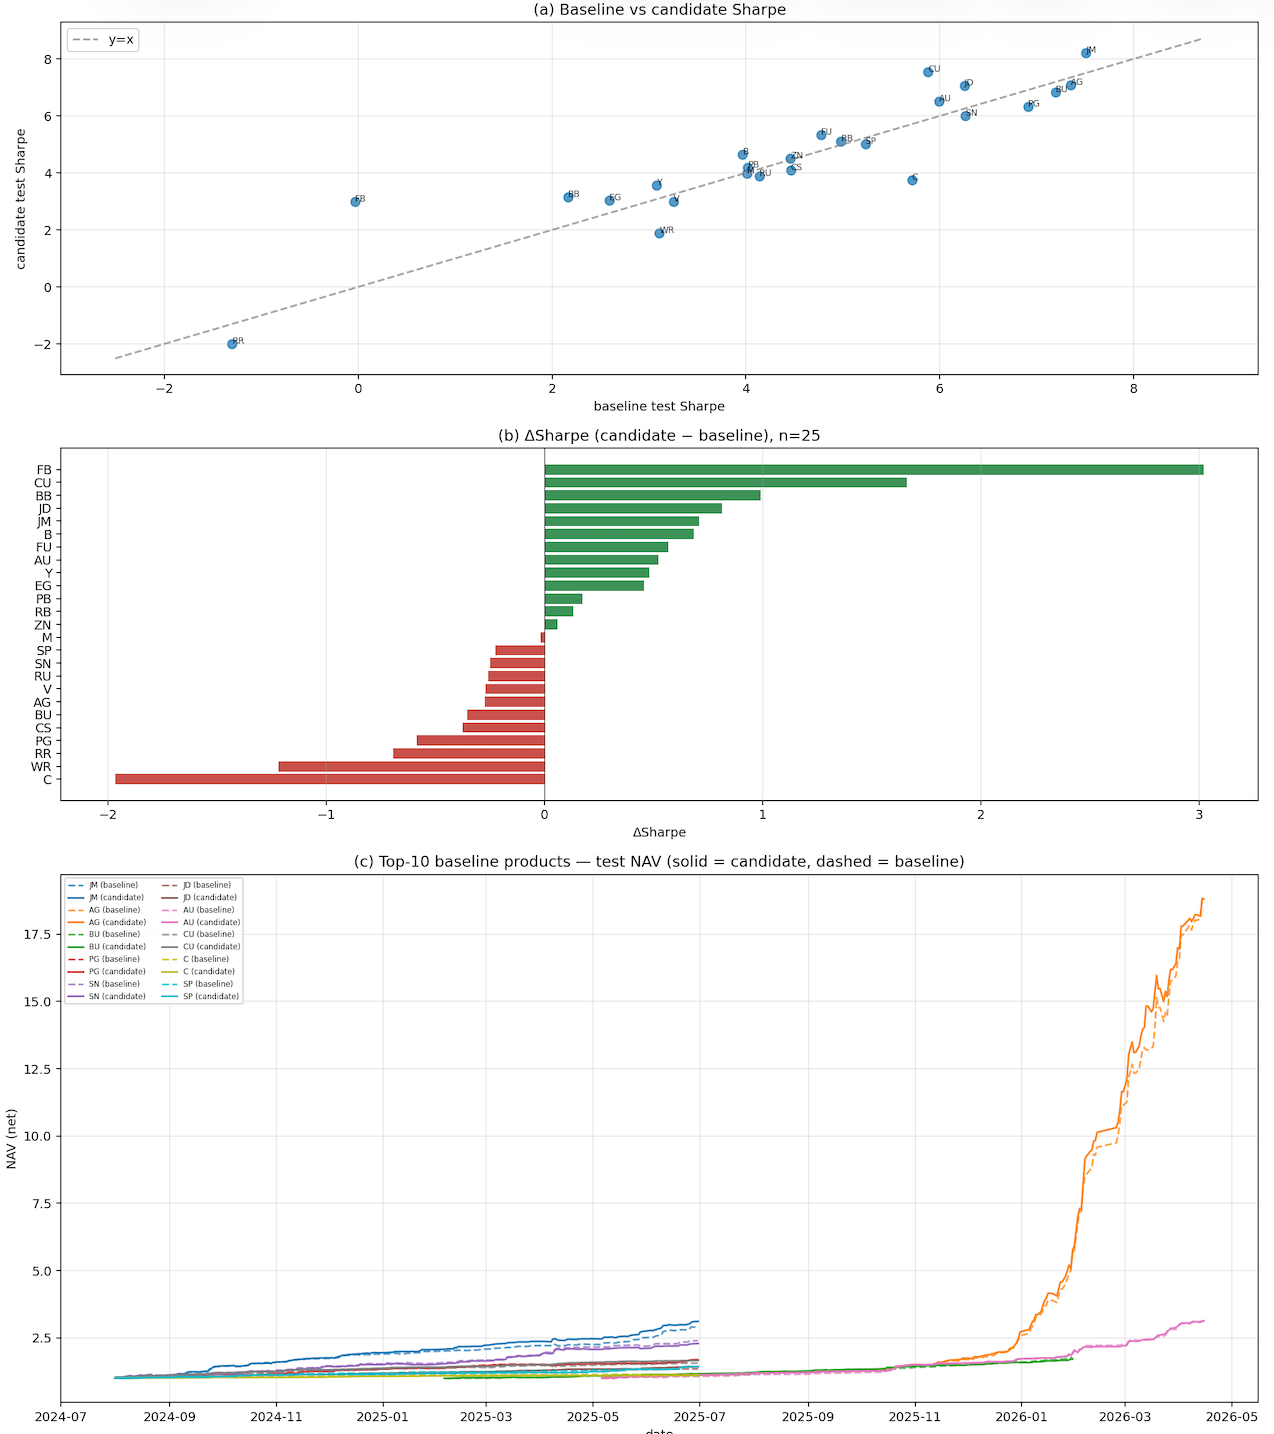 (a) Baseline vs candidate Sharpe
y=x
candidate test Sharpe
8
6
4
2
0
−2
JM
CU
JD
AG
BU
AU
PG
SN
FU
RB
SP
B
ZN
PB
CS
M
RU
C
Y
BB
EG
V
FB
WR
RR
−2 0 2 4 6 8
baseline test Sharpe
(b) ΔSharpe (candidate − baseline), n=25
FB
CU
BB
JD
JM
B
FU
AU
Y
EG
PB
RB
ZN
M
SP
SN
RU
V
AG
BU
CS
PG
RR
WR
C
−2 −1 0 1 2 3
ΔSharpe
(c) Top-10 baseline products — test NAV (solid = candidate, dashed = baseline)
JM (baseline) JD (baseline)
JM (candidate) JD (candidate)
AG (baseline) AU (baseline)
AG (candidate) AU (candidate)
BU (baseline) CU (baseline)
BU (candidate) CU (candidate)
PG (baseline) C (baseline)
PG (candidate) C (candidate)
SN (baseline) SP (baseline)
SN (candidate) SP (candidate)
NAV (net)
17.5
15.0
12.5
10.0
7.5
5.0
2.5
2024-07 2024-09 2024-11 2025-01 2025-03 2025-05 2025-07 2025-09 2025-11 2026-01 2026-03 2026-05
date